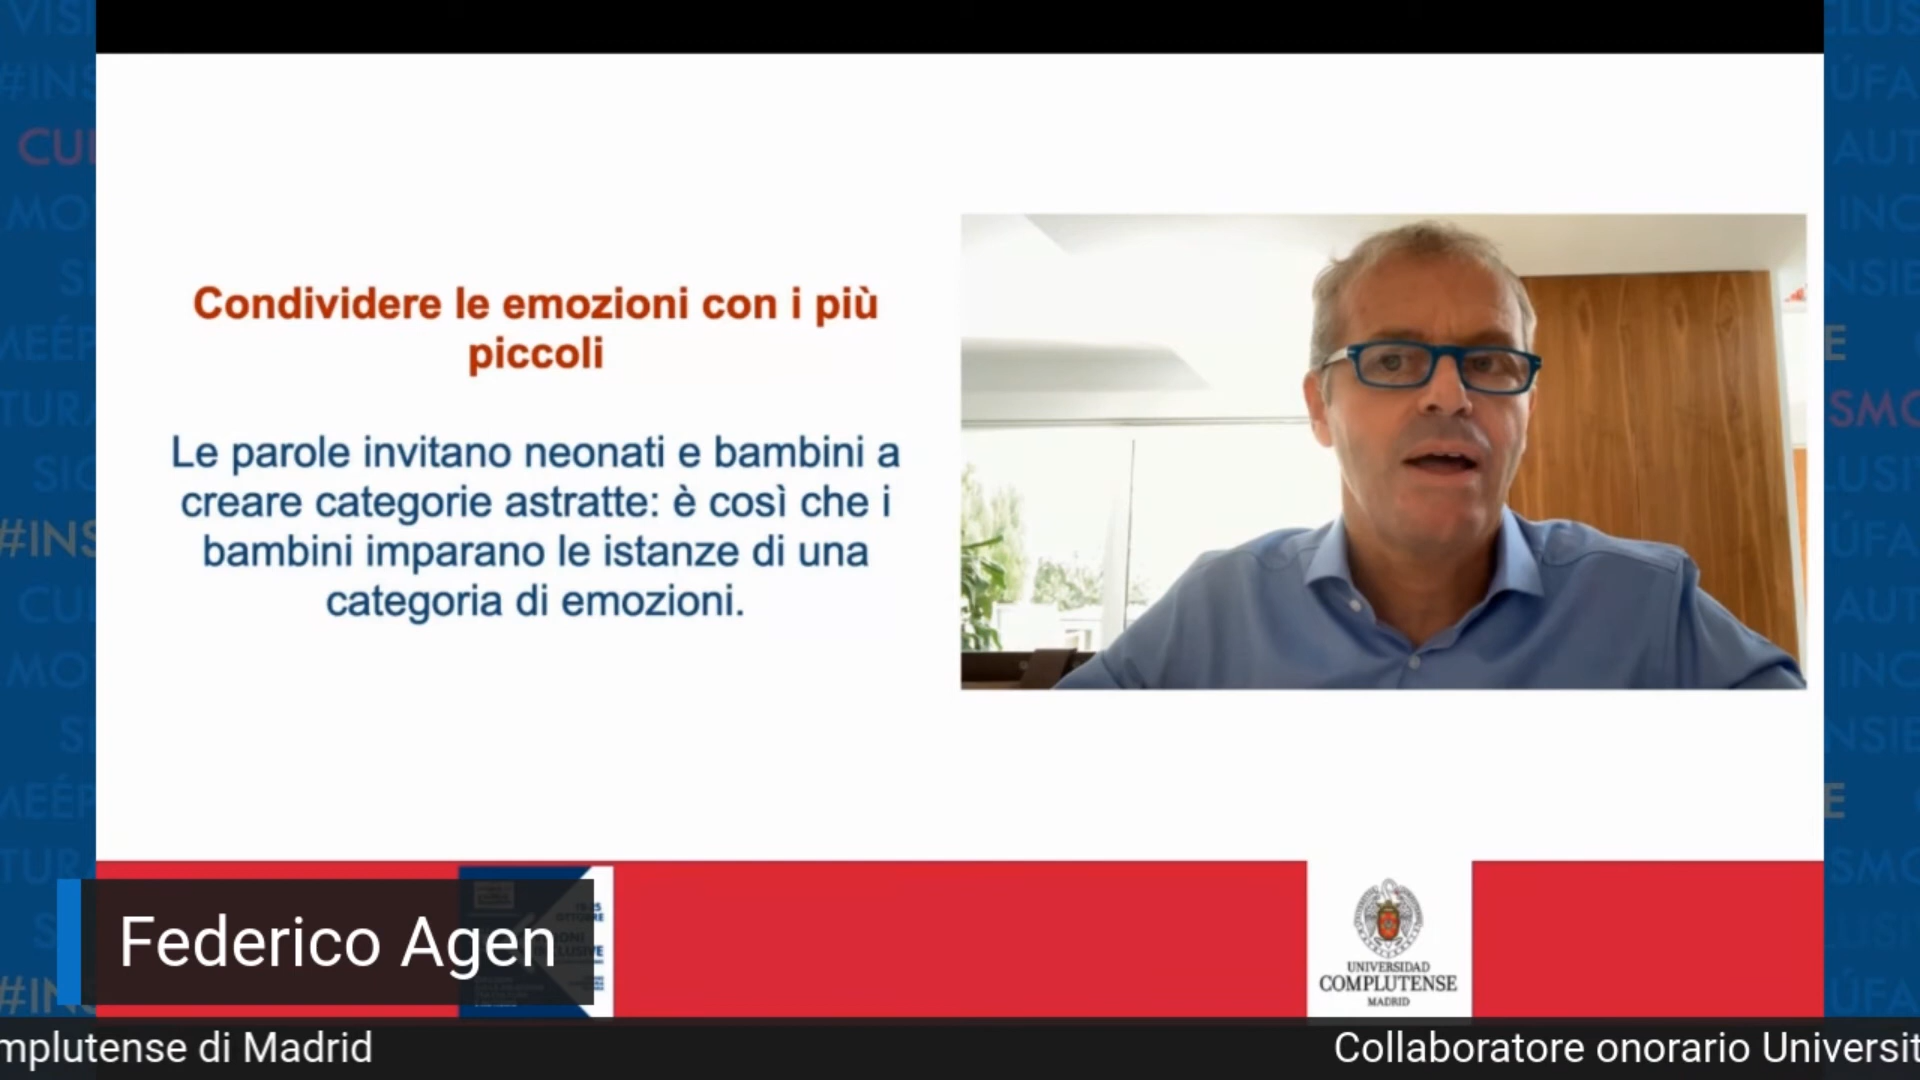 Condividere le emozioni con i più
piccoli
Le parole invitano neonati e bambini a
creare categorie astratte: è così che i
bambini imparano le istanze di una
categoria di emozioni.
Federico Agen
UNIVERSIDAD
COMPLUTENSE
MADRID
mplutense di Madrid
Collaboratore onorario Universit